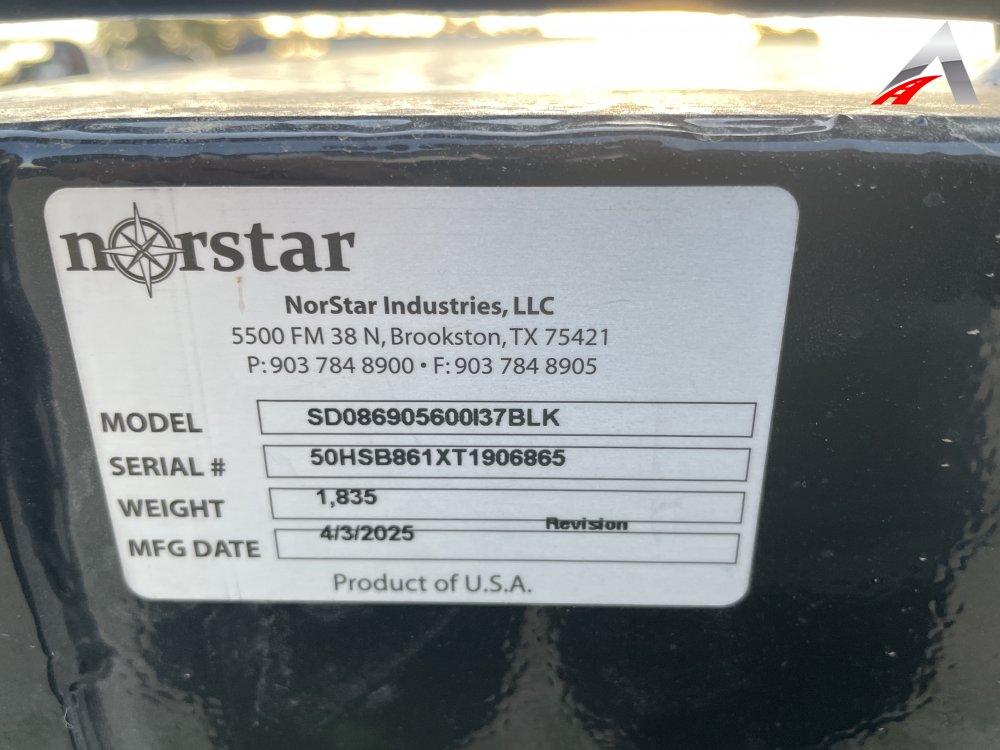 norstar
NorStar Industries, LLC
5500 FM 38 N, Brookston, TX 75421
P: 903 784 8900 • F: 903 784 8905
MODEL SD086905600I37BLK
SERIAL # 50HSB861XT1906865
WEIGHT 1,835
Revision
MFG DATE 4/3/2025
Product of U.S.A.